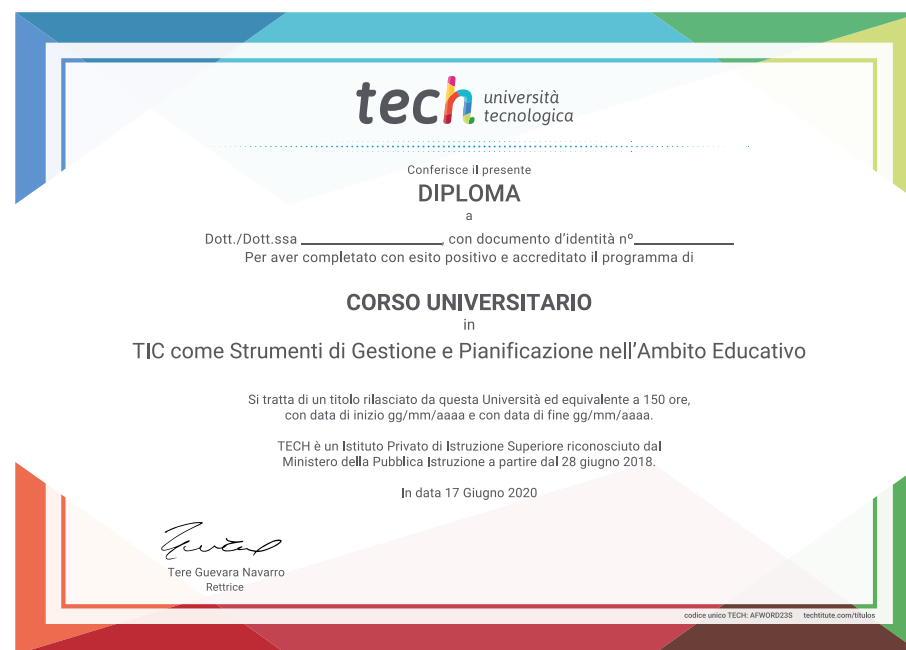 tech università
tecnologica
Conferisce il presente
DIPLOMA
a
Dott./Dott.ssa ____________________, con documento d'identità nº______________
Per aver completato con esito positivo e accreditato il programma di
CORSO UNIVERSITARIO
in
TIC come Strumenti di Gestione e Pianificazione nell'Ambito Educativo
Si tratta di un titolo rilasciato da questa Università ed equivalente a 150 ore,
con data di inizio gg/mm/aaaa e con data di fine gg/mm/aaaa.
TECH è un Istituto Privato di Istruzione Superiore riconosciuto dal
Ministero della Pubblica Istruzione a partire dal 28 giugno 2018.
In data 17 Giugno 2020
Tere Guevara Navarro
Rettrice
codice unico TECH: AFWORD23S techtitute.com/títulos